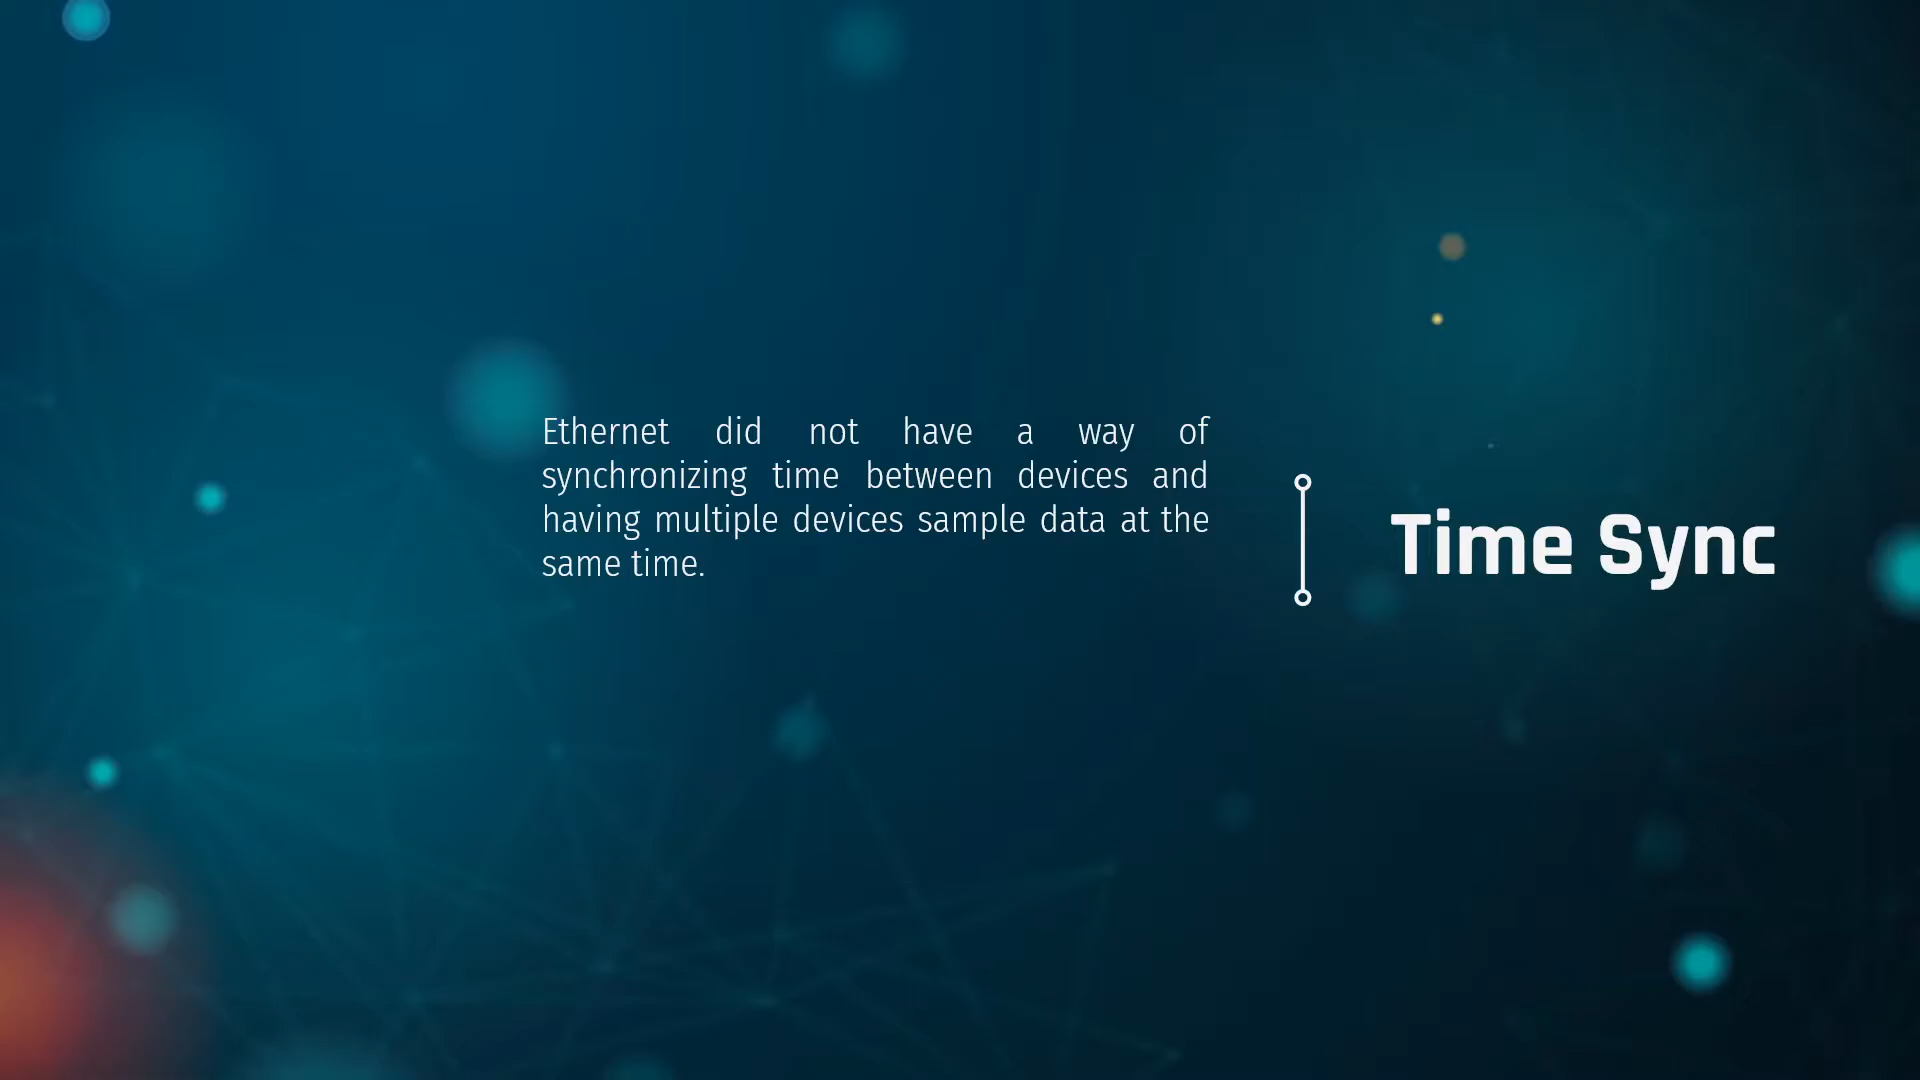 Ethernet did not have a way of
synchronizing time between devices and
having multiple devices sample data at the
same time.
Time Sync